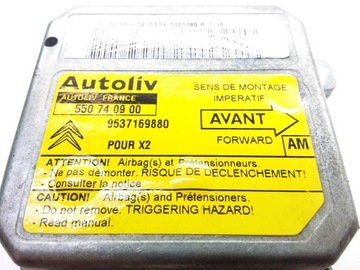 Autoliv
AUTOLIV FRANCE
550 74 09 00
9537169880
POUR X2
SENS DE MONTAGE
IMPERATIF
AVANT
FORWARD
AM
ATTENTION! Airbag(s) et Prétensionneurs.
- Ne pas démonter. RISQUE DE DECLENCHEMENT!
- Consulter la notice
CAUTION! Airbag(s) and Pretensioners.
- Do not remove. TRIGGERING HAZARD!
- Read manual.